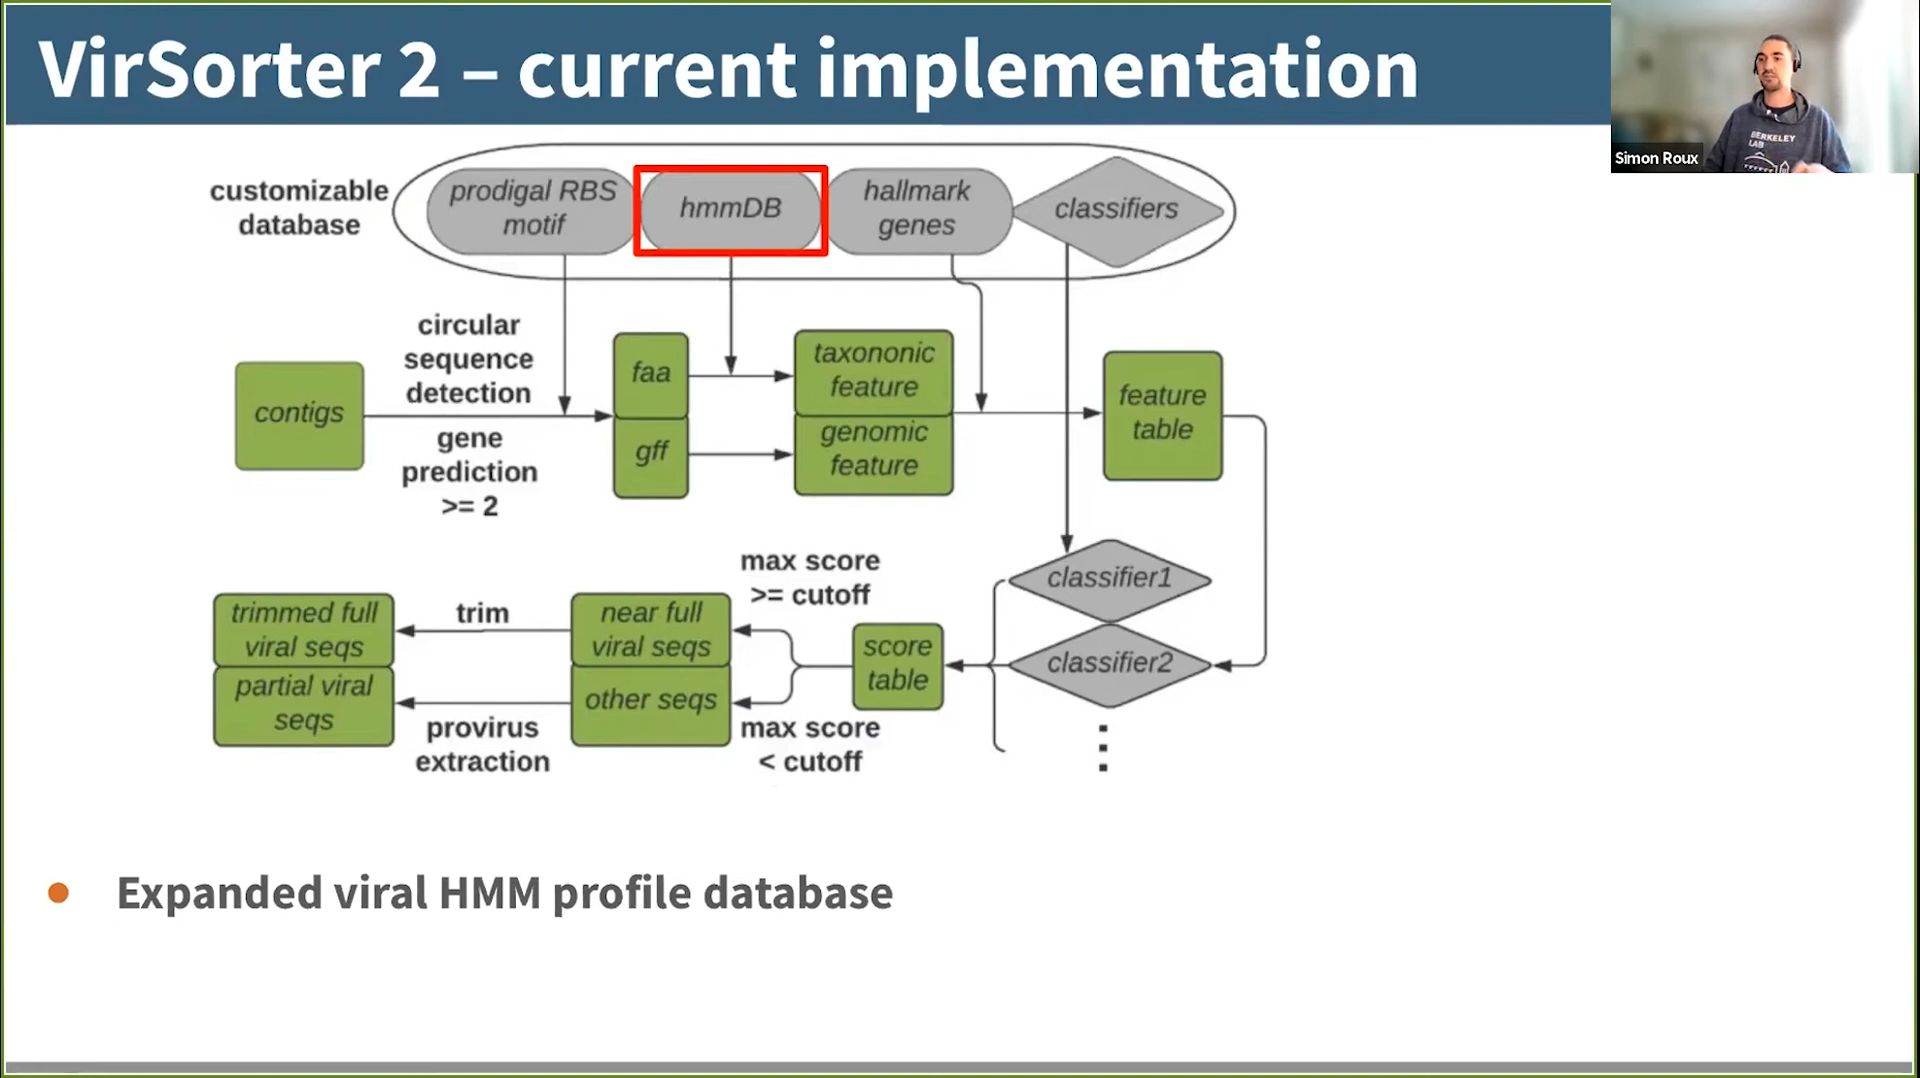 VirSorter 2 – current implementation
BERKELEY
LAB
Simon Roux
customizable
database
prodigal RBS
motif
hmmDB
hallmark
genes
classifiers
circular
sequence
detection
gene
prediction
>= 2
contigs
faa
gff
taxononic
feature
genomic
feature
feature
table
classifier1
classifier2
score
table
max score
>= cutoff
max score
< cutoff
near full
viral seqs
other seqs
trim
provirus
extraction
trimmed full
viral seqs
partial viral
seqs
• Expanded viral HMM profile database